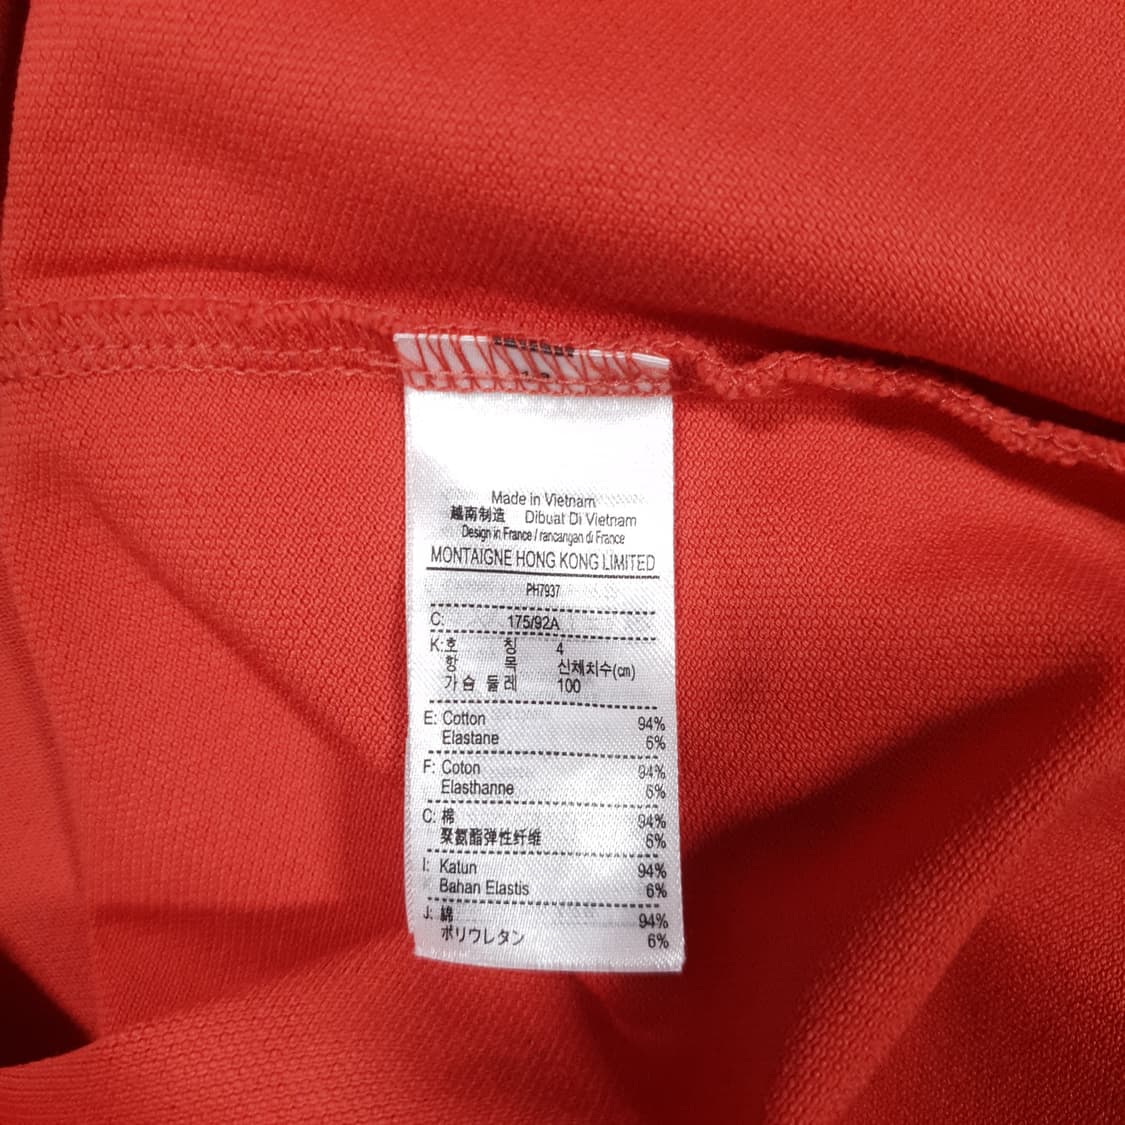 Made in Vietnam
越南制造 Dibuat Di Vietnam
Design in France / rancangan di France
MONTAIGNE HONG KONG LIMITED
PH7937
C: 175/92A
K:호 칭 4
항 목 신체치수(cm)
가슴 둘레 100
E: Cotton 94%
Elastane 6%
F: Coton 94%
Elasthanne 6%
C: 棉 94%
聚氨酯弹性纤维 6%
I: Katun 94%
Bahan Elastis 6%
J: 綿 94%
ポリウレタン 6%